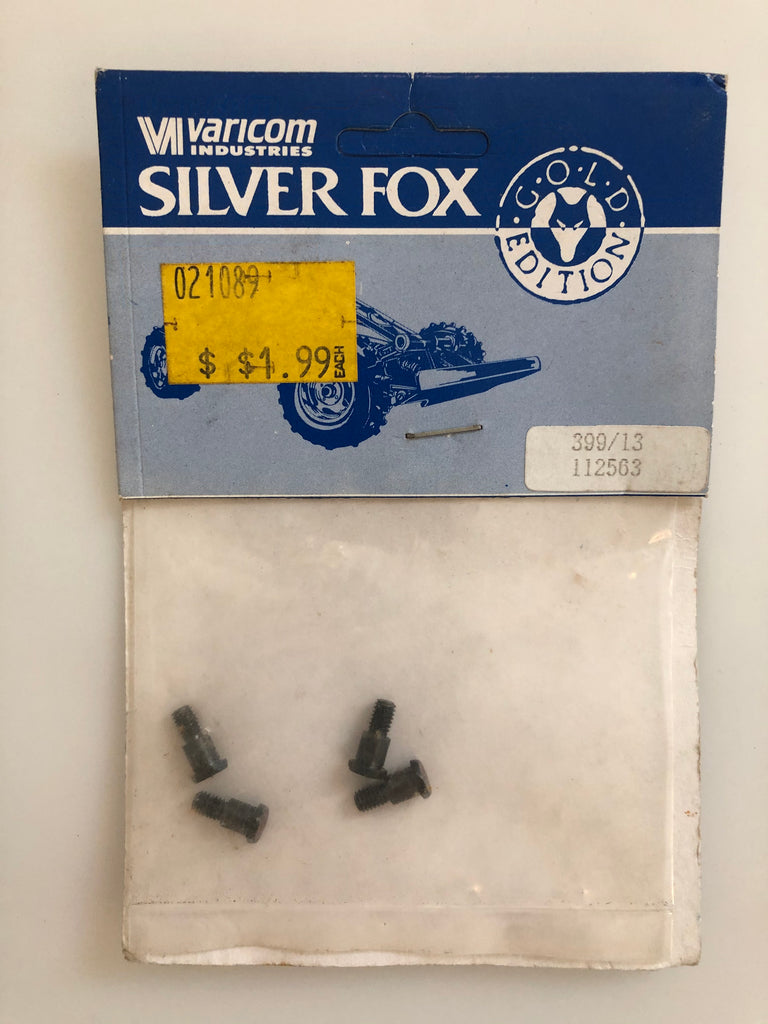 VI varicom
INDUSTRIES
SILVER FOX
·G·O·L·D·
EDITION
021089
$ $1.99 EACH
399/13
112563